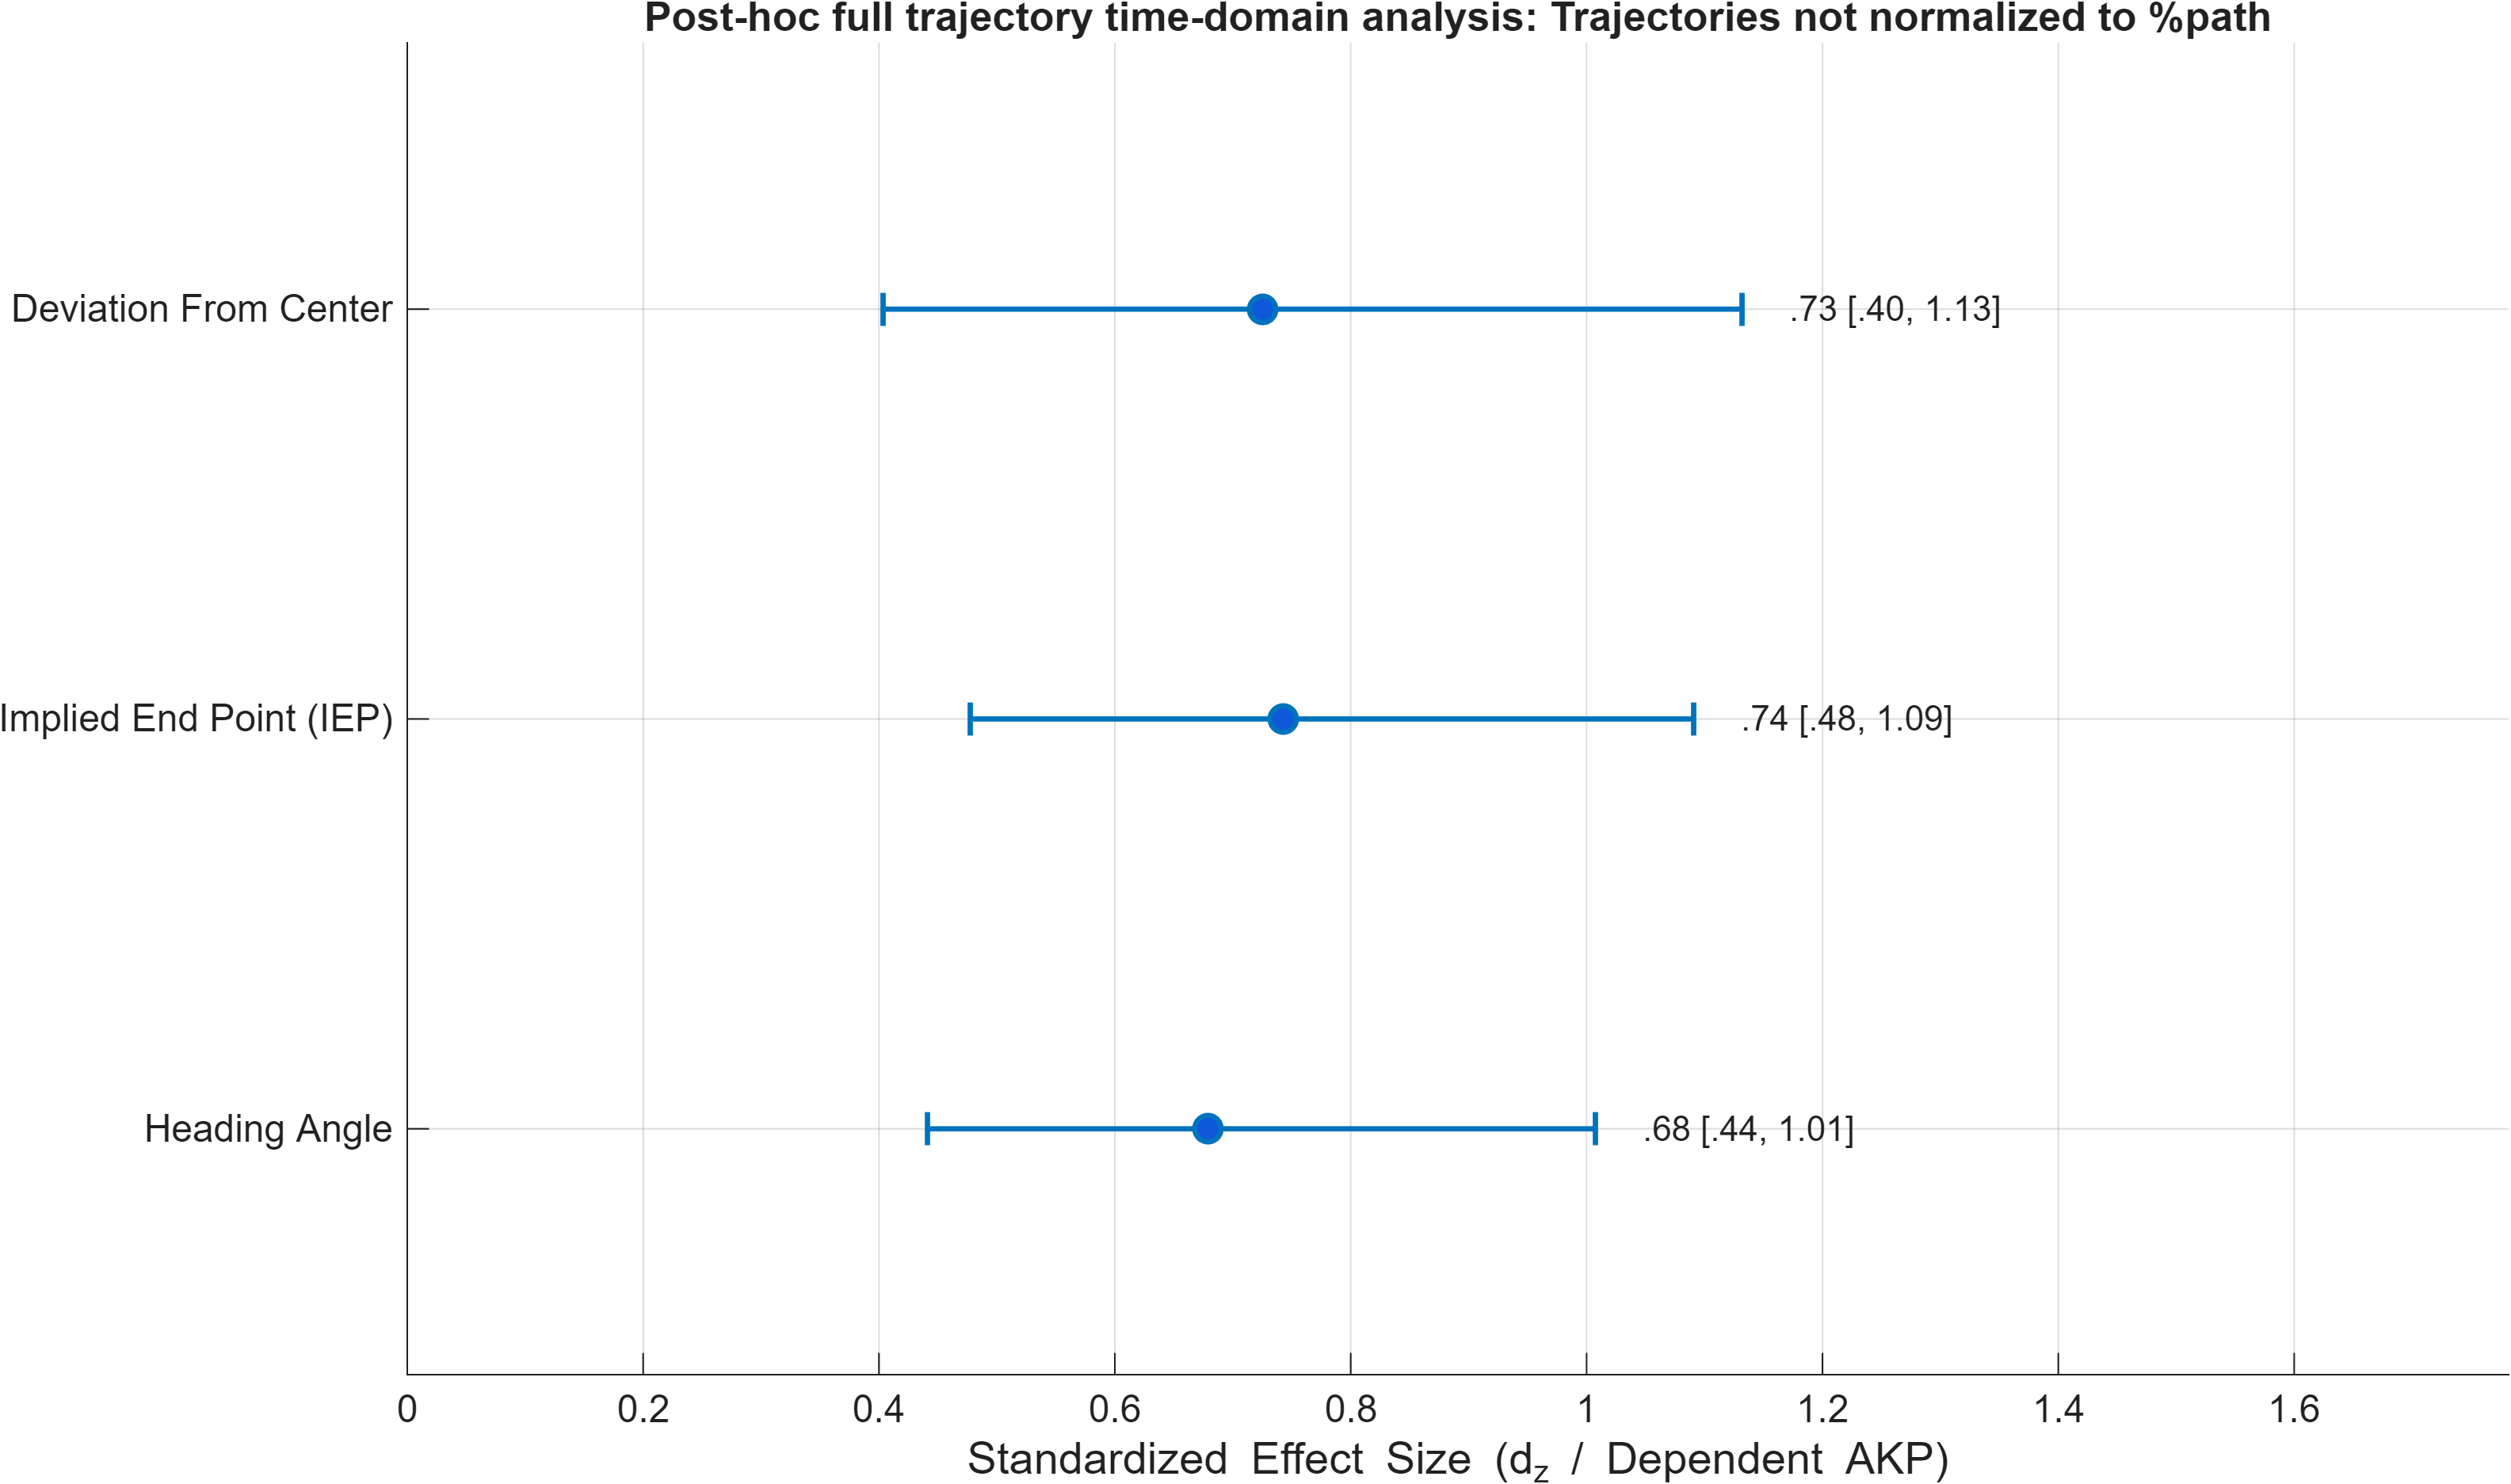 Post-hoc full trajectory time-domain analysis: Trajectories not normalized to %path
Deviation From Center
.73 [.40, 1.13]
Implied End Point (IEP)
.74 [.48, 1.09]
Heading Angle
.68 [.44, 1.01]
0 0.2 0.4 0.6 0.8 1 1.2 1.4 1.6
Standardized Effect Size (dz / Dependent AKP)